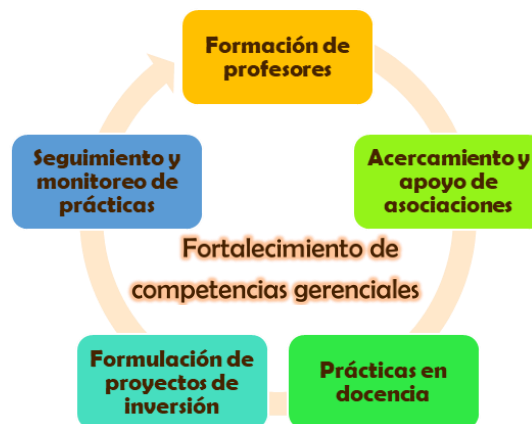 Formación de
profesores
Acercamiento y
apoyo de
asociaciones
Prácticas en
docencia
Formulación de
proyectos de
inversión
Seguimiento y
monitoreo de
prácticas
Fortalecimiento de
competencias gerenciales